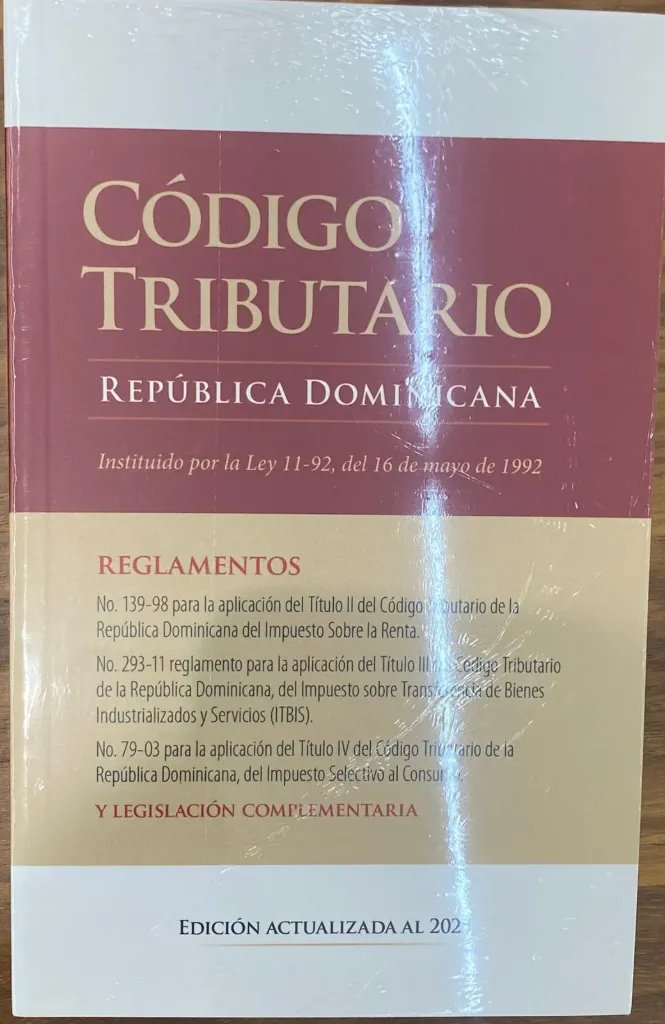 CÓDIGO
TRIBUTARIO
REPÚBLICA DOMINICANA
Instituido por la Ley 11-92, del 16 de mayo de 1992
REGLAMENTOS
No. 139-98 para la aplicación del Título II del Código Tributario de la
República Dominicana del Impuesto Sobre la Renta.
No. 293-11 reglamento para la aplicación del Título III del Código Tributario
de la República Dominicana, del Impuesto sobre Transferencia de Bienes
Industrializados y Servicios (ITBIS).
No. 79-03 para la aplicación del Título IV del Código Tributario de la
República Dominicana, del Impuesto Selectivo al Consumo.
Y LEGISLACIÓN COMPLEMENTARIA
EDICIÓN ACTUALIZADA AL